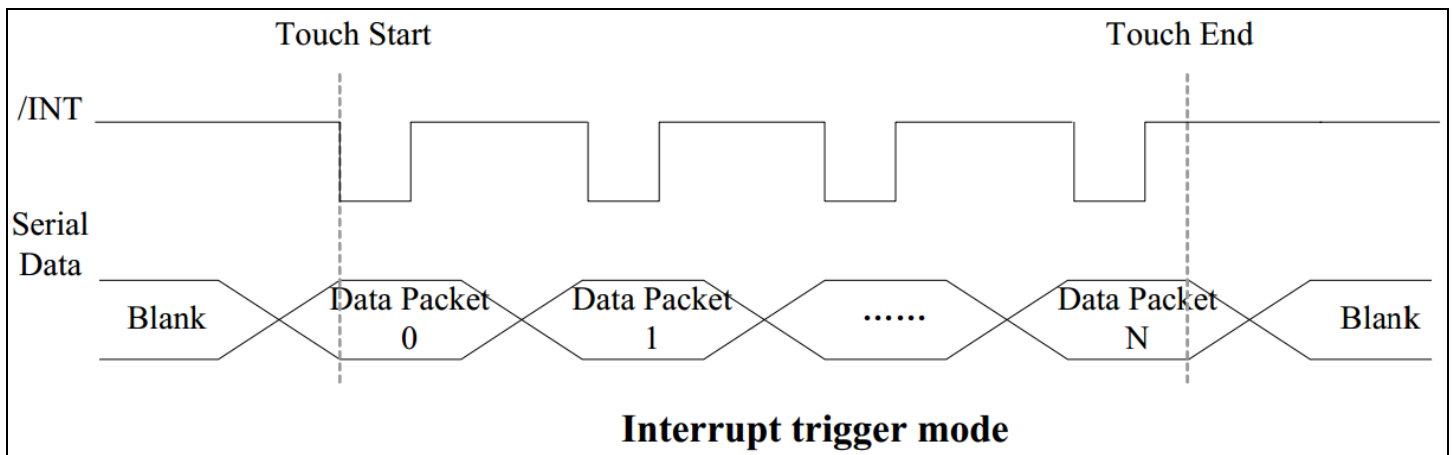 Touch Start
Touch End
/INT
Serial
Data
Blank
Data Packet
0
Data Packet
1
......
Data Packet
N
Blank
Interrupt trigger mode